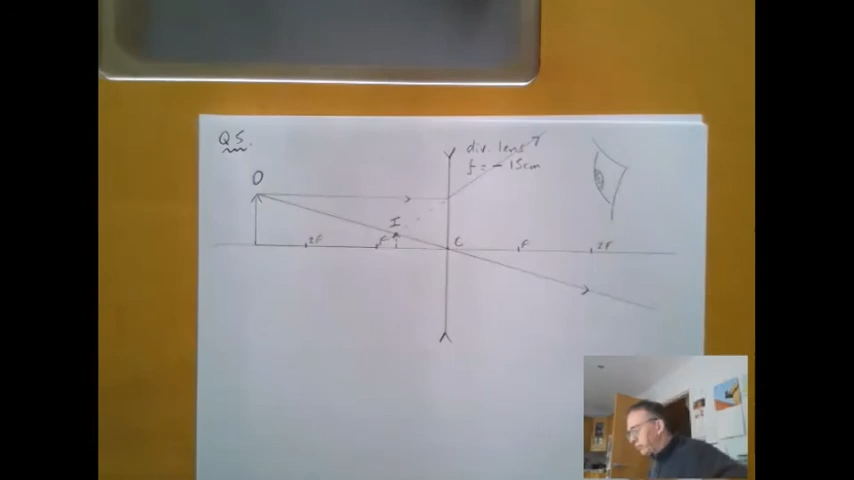 Q5.
div. lens
f = - 15cm
O
I
2F
F
C
F
2F